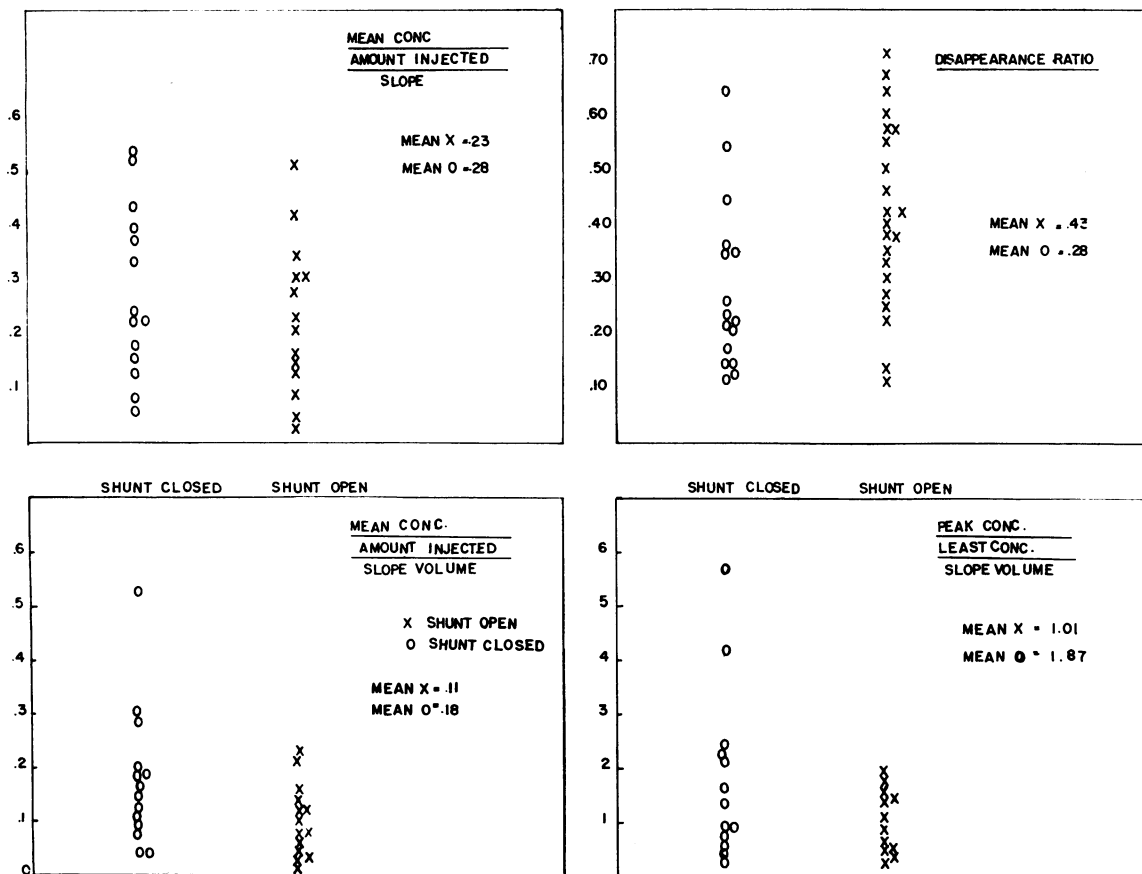 MEAN CONC
AMOUNT INJECTED
SLOPE
.6
.5
.4
.3
.2
.1
MEAN X =.23
MEAN O =.28
DISAPPEARANCE RATIO
.70
.60
.50
.40
.30
.20
.10
MEAN X = .43
MEAN O =.28
SHUNT CLOSED SHUNT OPEN
MEAN CONC.
AMOUNT INJECTED
SLOPE VOLUME
.6
.5
.4
.3
.2
.1
0
X SHUNT OPEN
O SHUNT CLOSED
MEAN X = .11
MEAN O = .18
SHUNT CLOSED SHUNT OPEN
PEAK CONC.
LEAST CONC.
SLOPE VOLUME
6
5
4
3
2
1
MEAN X = 1.01
MEAN O = 1.87